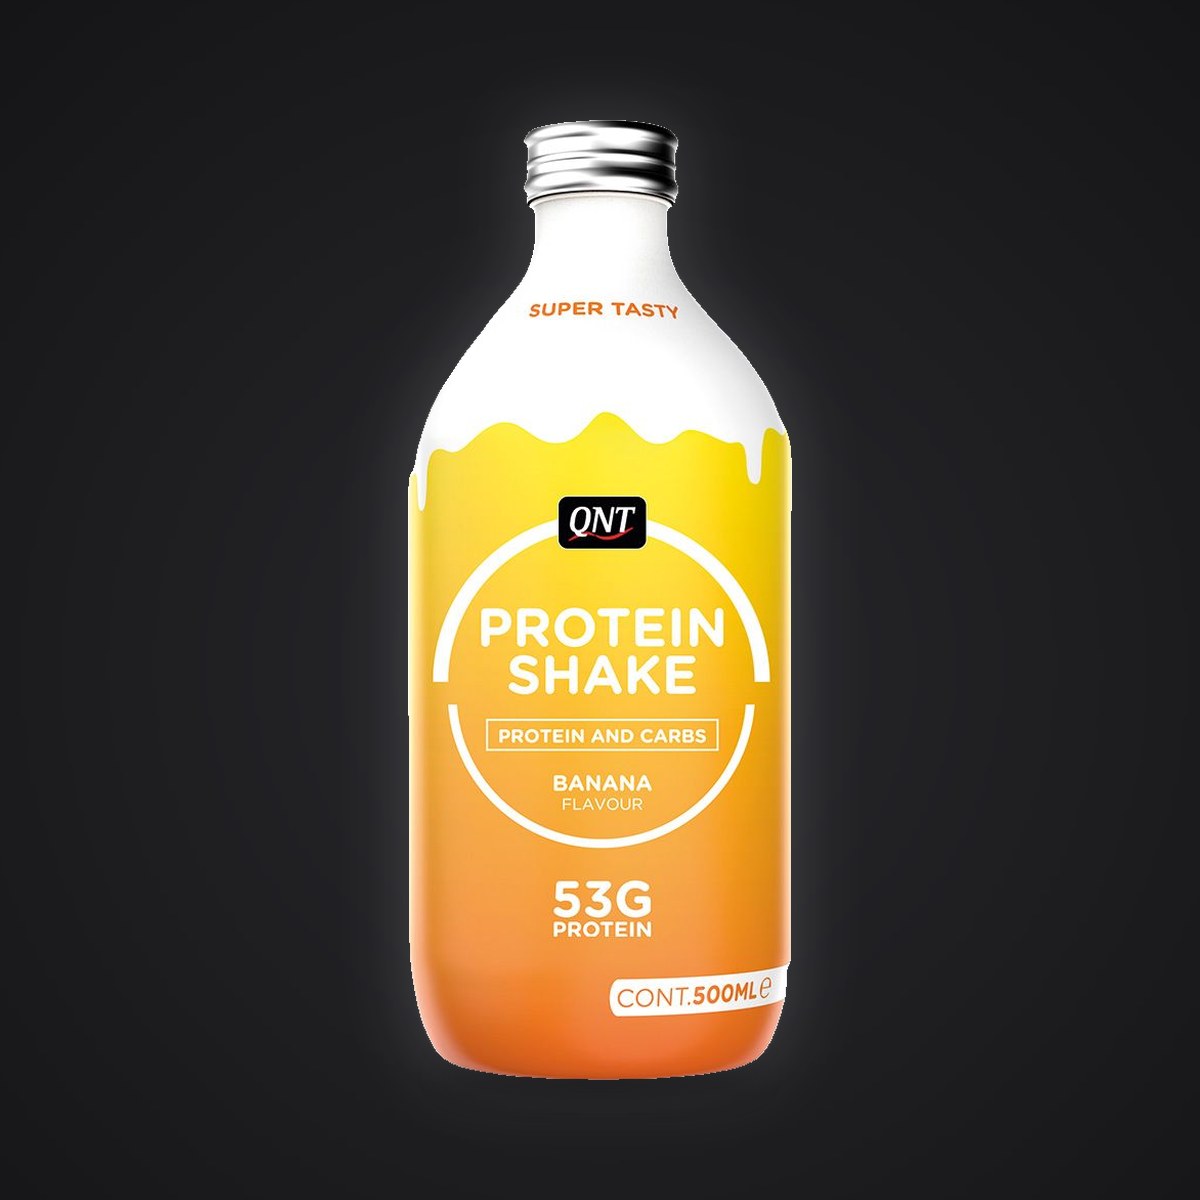 SUPER TASTY
QNT
PROTEIN
SHAKE
PROTEIN AND CARBS
BANANA
FLAVOUR
53G
PROTEIN
CONT.500ML℮